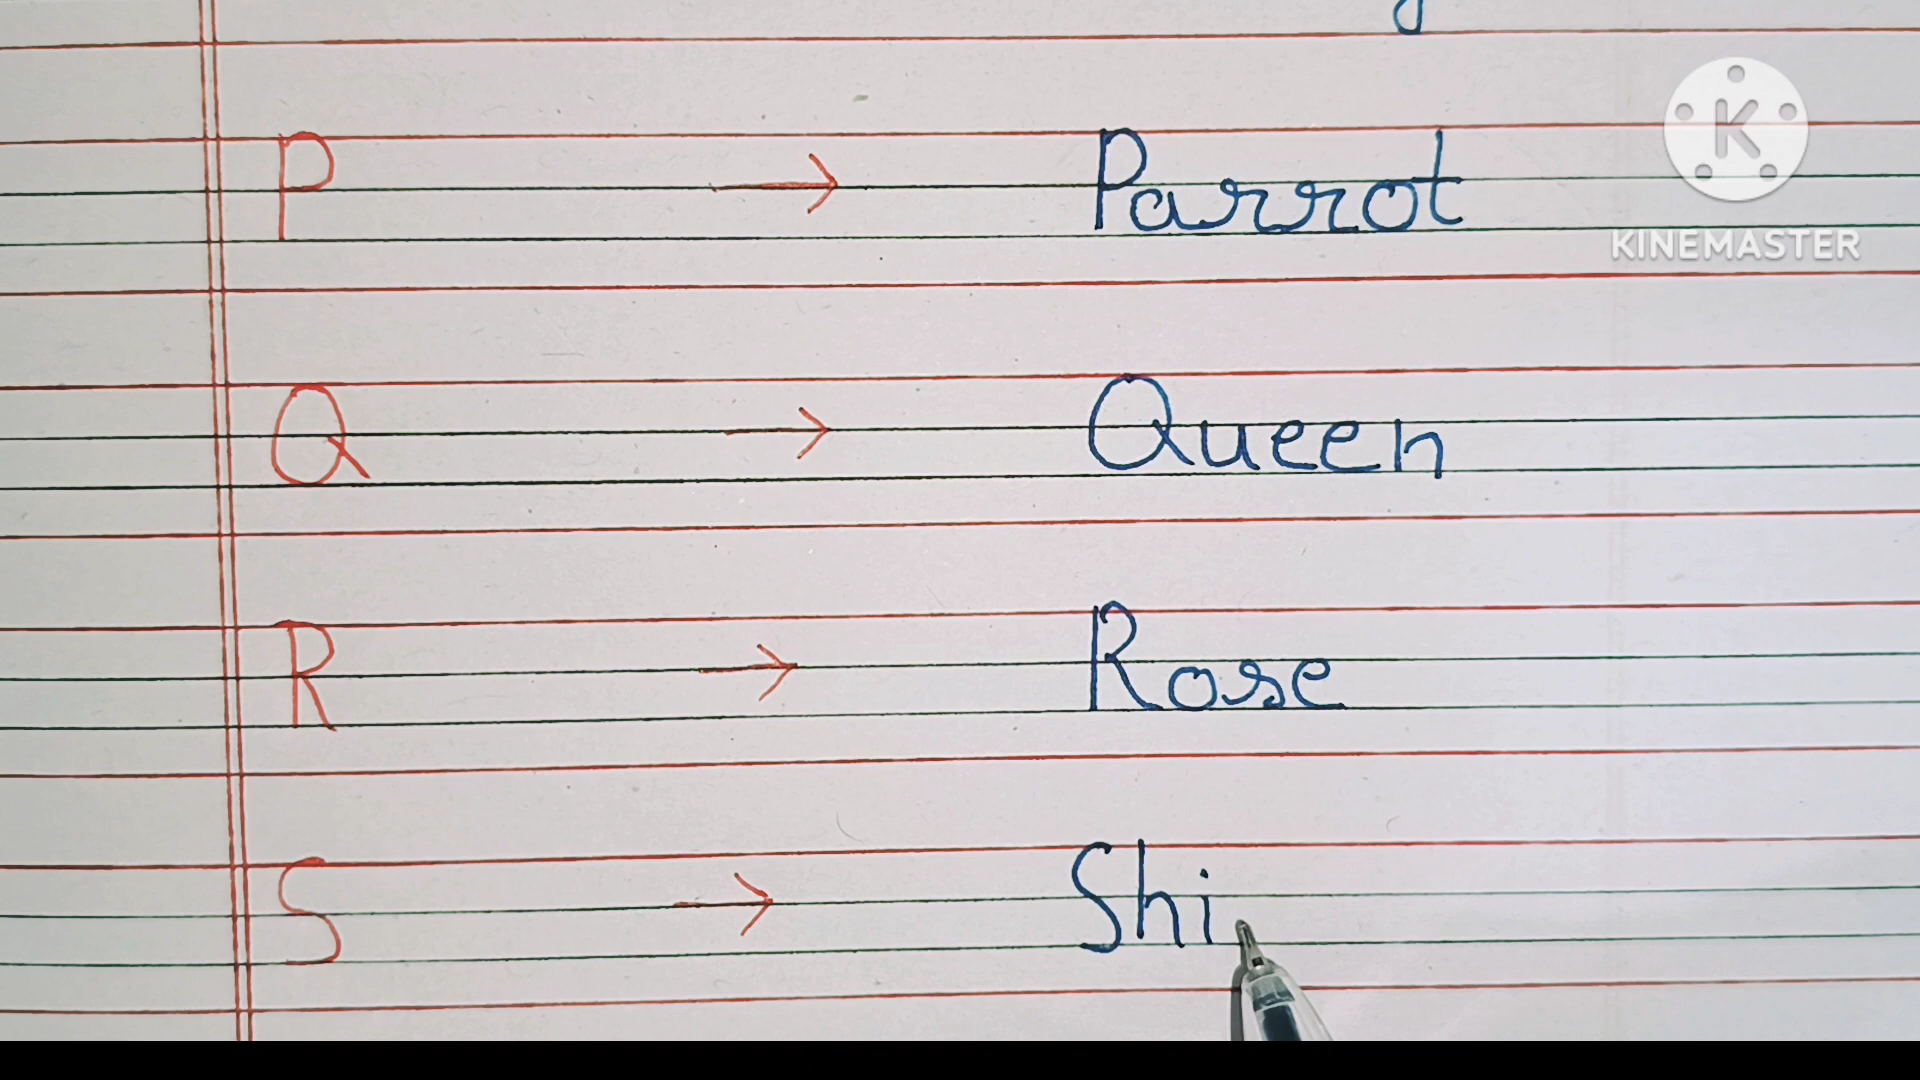 P → Parrot
K
KINEMASTER
Q → Queen
R → Rose
S → Shi